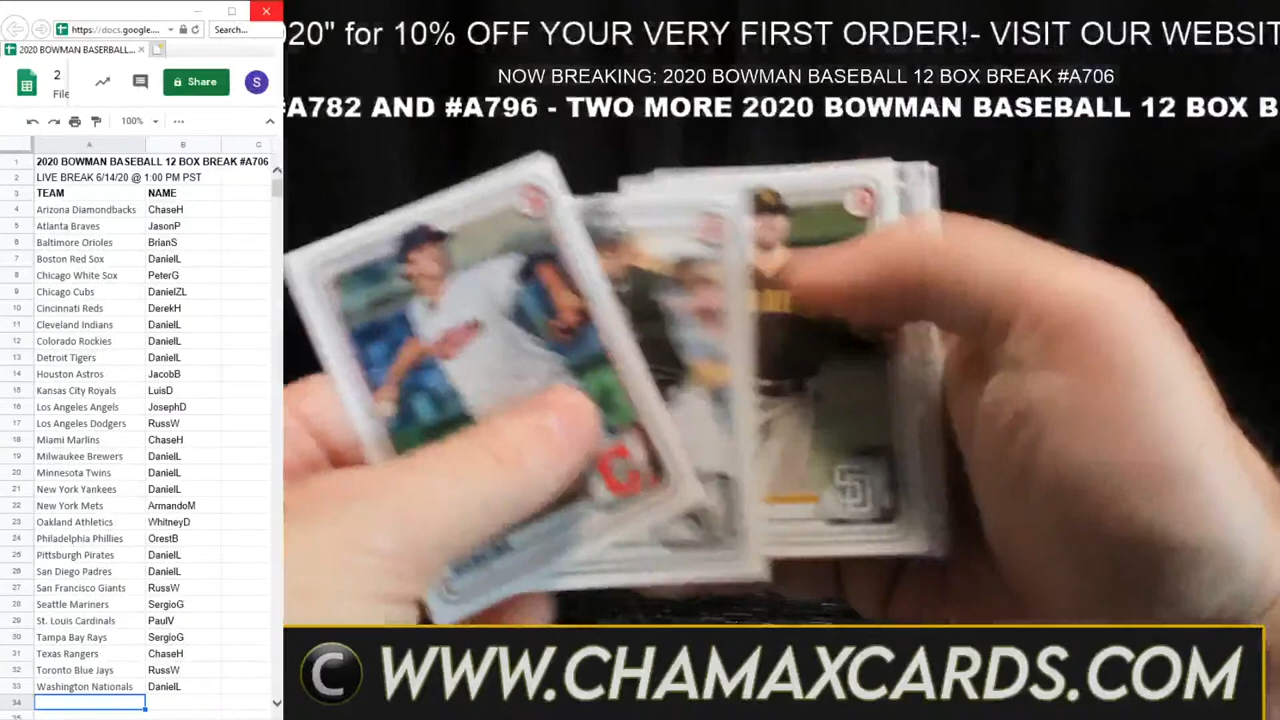 https://docs.google....
Search...
2020 BOWMAN BASEBALL...
2
File
Share
S
100%
A B C
1 2020 BOWMAN BASEBALL 12 BOX BREAK #A706
2 LIVE BREAK 6/14/20 @ 1:00 PM PST
3 TEAM NAME
4 Arizona Diamondbacks ChaseH
5 Atlanta Braves JasonP
6 Baltimore Orioles BrianS
7 Boston Red Sox DanielL
8 Chicago White Sox PeterG
9 Chicago Cubs DanielZL
10 Cincinnati Reds DerekH
11 Cleveland Indians DanielL
12 Colorado Rockies DanielL
13 Detroit Tigers DanielL
14 Houston Astros JacobB
15 Kansas City Royals LuisD
16 Los Angeles Angels JosephD
17 Los Angeles Dodgers RussW
18 Miami Marlins ChaseH
19 Milwaukee Brewers DanielL
20 Minnesota Twins DanielL
21 New York Yankees DanielL
22 New York Mets ArmandoM
23 Oakland Athletics WhitneyD
24 Philadelphia Phillies OrestB
25 Pittsburgh Pirates DanielL
26 San Diego Padres DanielL
27 San Francisco Giants RussW
28 Seattle Mariners SergioG
29 St. Louis Cardinals PaulV
30 Tampa Bay Rays SergioG
31 Texas Rangers ChaseH
32 Toronto Blue Jays RussW
33 Washington Nationals DanielL
34
20" for 10% OFF YOUR VERY FIRST ORDER!- VISIT OUR WEBSIT
NOW BREAKING: 2020 BOWMAN BASEBALL 12 BOX BREAK #A706
#A782 AND #A796 - TWO MORE 2020 BOWMAN BASEBALL 12 BOX B
C
SD
C WWW.CHAMAXCARDS.COM